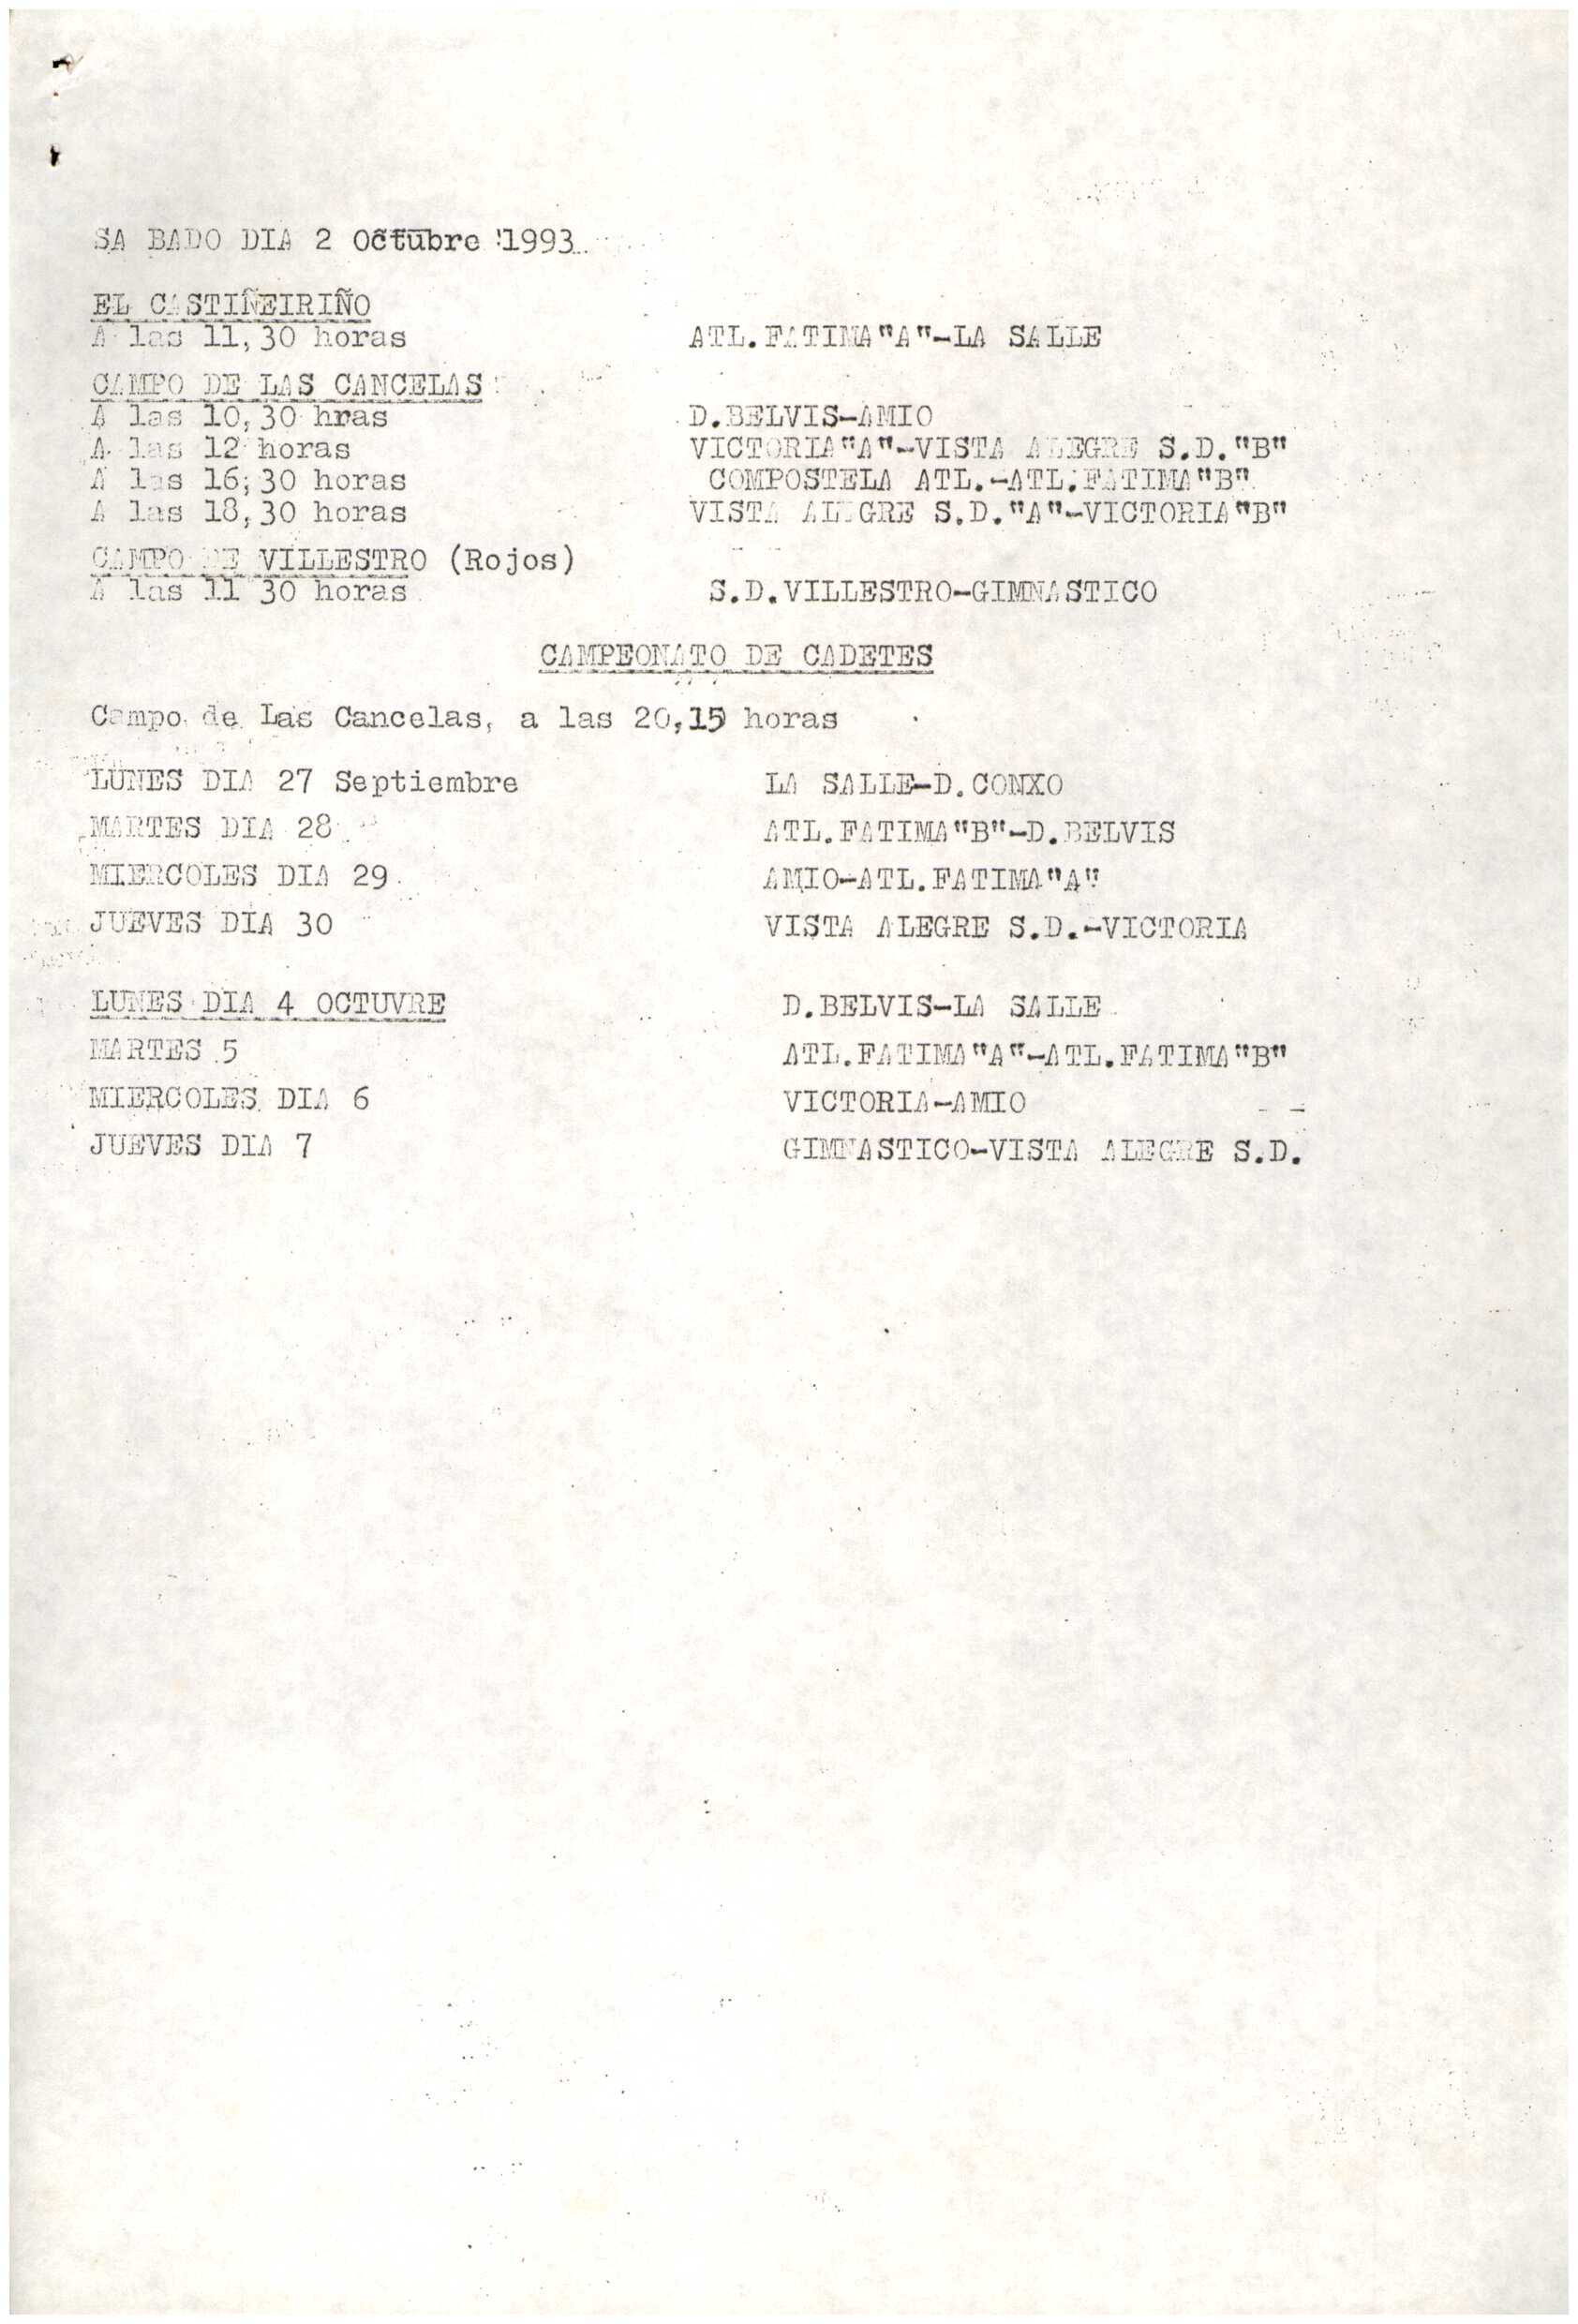 SA BADO DIA 2 Octubre 1993
EL CASTIÑEIRIÑO
A las 11,30 horas ATL.FATIMA"A"-LA SALLE
CAMPO DE LAS CANCELAS
A las 10,30 hras D.BELVIS-AMIO
A las 12 horas VICTORIA"A"-VISTA ALEGRE S.D."B"
A las 16,30 horas COMPOSTELA ATL.-ATL.FATIMA"B"
A las 18,30 horas VISTA ALEGRE S.D."A"-VICTORIA"B"
CAMPO DE VILLESTRO (Rojos)
A las 11 30 horas S.D.VILLESTRO-GIMNASTICO
CAMPEONATO DE CADETES
Campo de Las Cancelas, a las 20,15 horas
LUNES DIA 27 Septiembre LA SALLE-D.CONXO
MARTES DIA 28 ATL.FATIMA"B"-D.BELVIS
MIERCOLES DIA 29 AMIO-ATL.FATIMA"A"
JUEVES DIA 30 VISTA ALEGRE S.D.-VICTORIA
LUNES DIA 4 OCTUVRE D.BELVIS-LA SALLE
MARTES 5 ATL.FATIMA"A"-ATL.FATIMA"B"
MIERCOLES DIA 6 VICTORIA-AMIO
JUEVES DIA 7 GIMNASTICO-VISTA ALEGRE S.D.